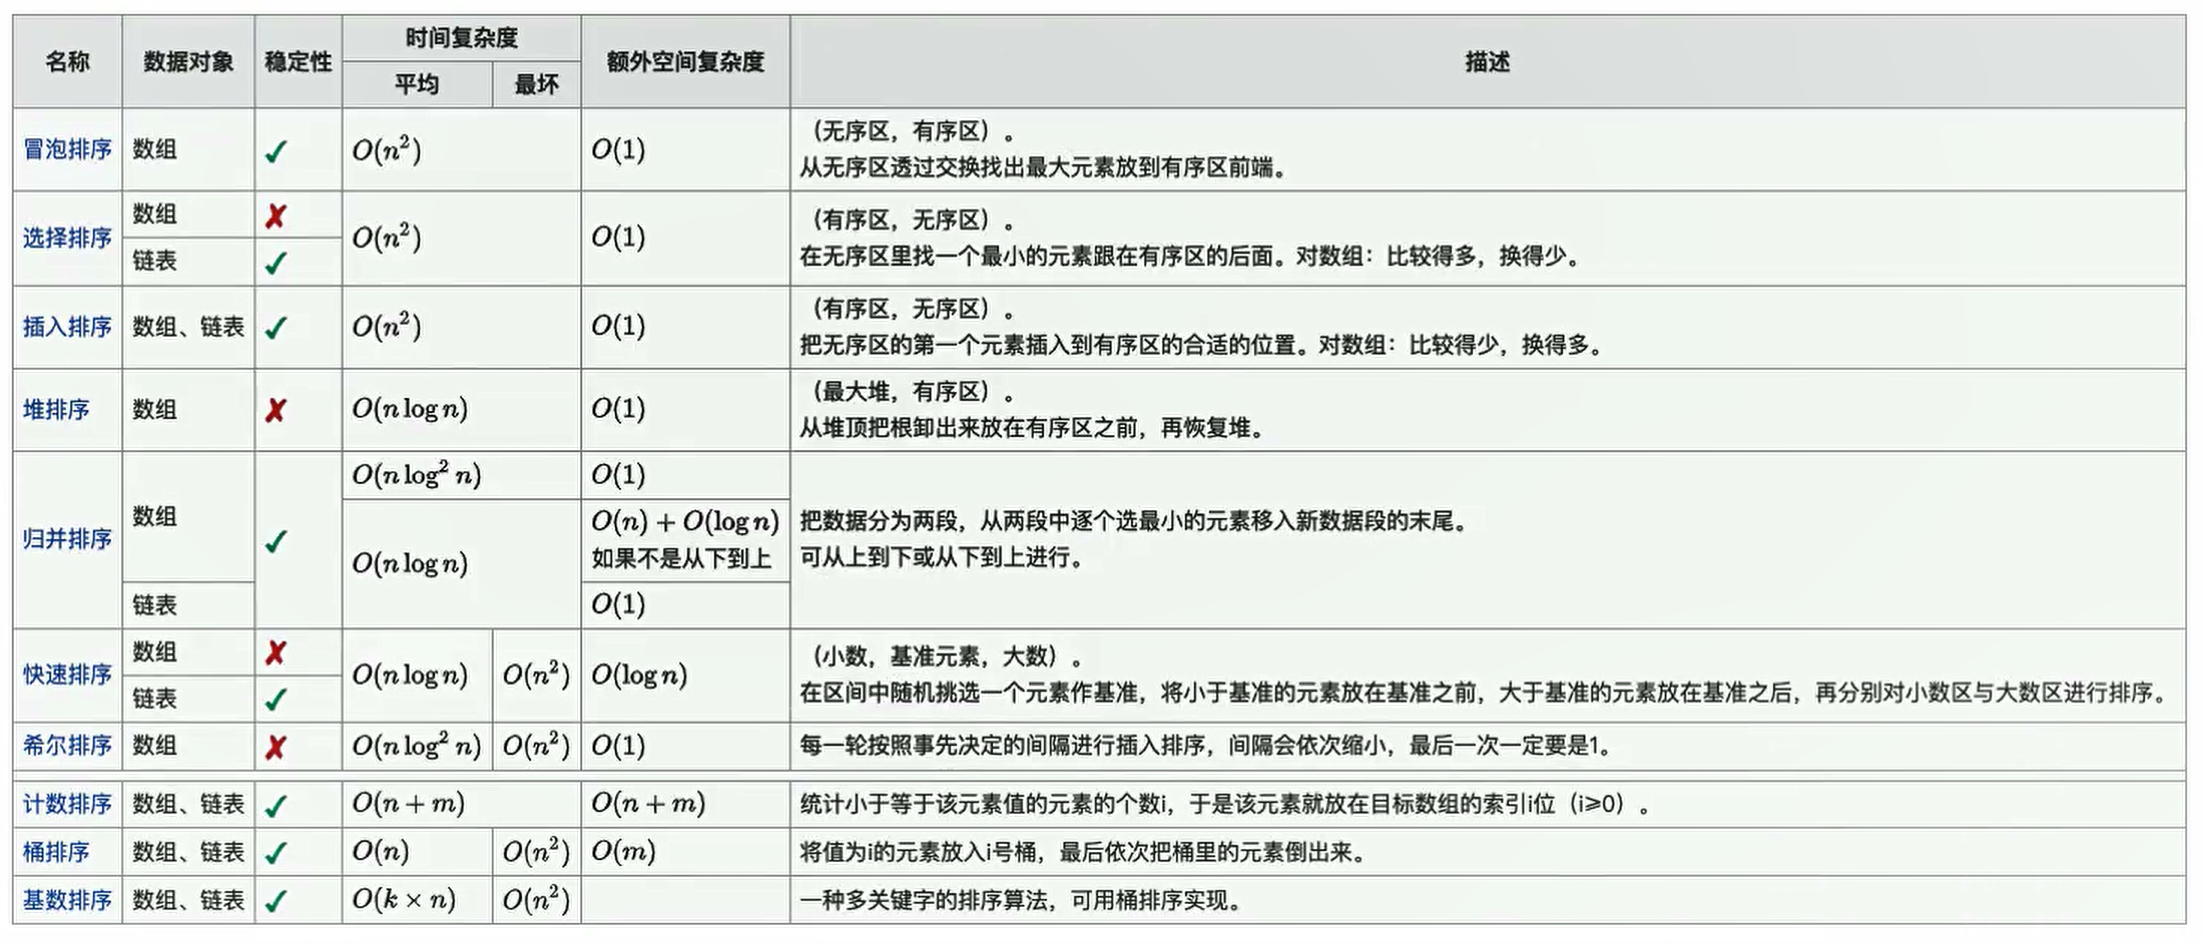 名称 数据对象 稳定性 时间复杂度 额外空间复杂度 描述
平均 最坏
冒泡排序 数组 ✓ O(n²) O(1) （无序区，有序区）。
从无序区透过交换找出最大元素放到有序区前端。
选择排序 数组 ✗ O(n²) O(1) （有序区，无序区）。
链表 ✓ 在无序区里找一个最小的元素跟在有序区的后面。对数组：比较得多，换得少。
插入排序 数组、链表 ✓ O(n²) O(1) （有序区，无序区）。
把无序区的第一个元素插入到有序区的合适的位置。对数组：比较得少，换得多。
堆排序 数组 ✗ O(n log n) O(1) （最大堆，有序区）。
从堆顶把根卸出来放在有序区之前，再恢复堆。
归并排序 数组 ✓ O(n log² n) O(1)
O(n log n) O(n) + O(log n) 把数据分为两段，从两段中逐个选最小的元素移入新数据段的末尾。
如果不是从下到上 可从上到下或从下到上进行。
链表 O(1)
快速排序 数组 ✗ O(n log n) O(n²) O(log n) （小数，基准元素，大数）。
链表 ✓ 在区间中随机挑选一个元素作基准，将小于基准的元素放在基准之前，大于基准的元素放在基准之后，再分别对小数区与大数区进行排序。
希尔排序 数组 ✗ O(n log² n) O(n²) O(1) 每一轮按照事先决定的间隔进行插入排序，间隔会依次缩小，最后一次一定要是1。
计数排序 数组、链表 ✓ O(n + m) O(n + m) 统计小于等于该元素值的元素的个数i，于是该元素就放在目标数组的索引i位（i⩾0）。
桶排序 数组、链表 ✓ O(n) O(n²) O(m) 将值为i的元素放入i号桶，最后依次把桶里的元素倒出来。
基数排序 数组、链表 ✓ O(k × n) O(n²) 一种多关键字的排序算法，可用桶排序实现。